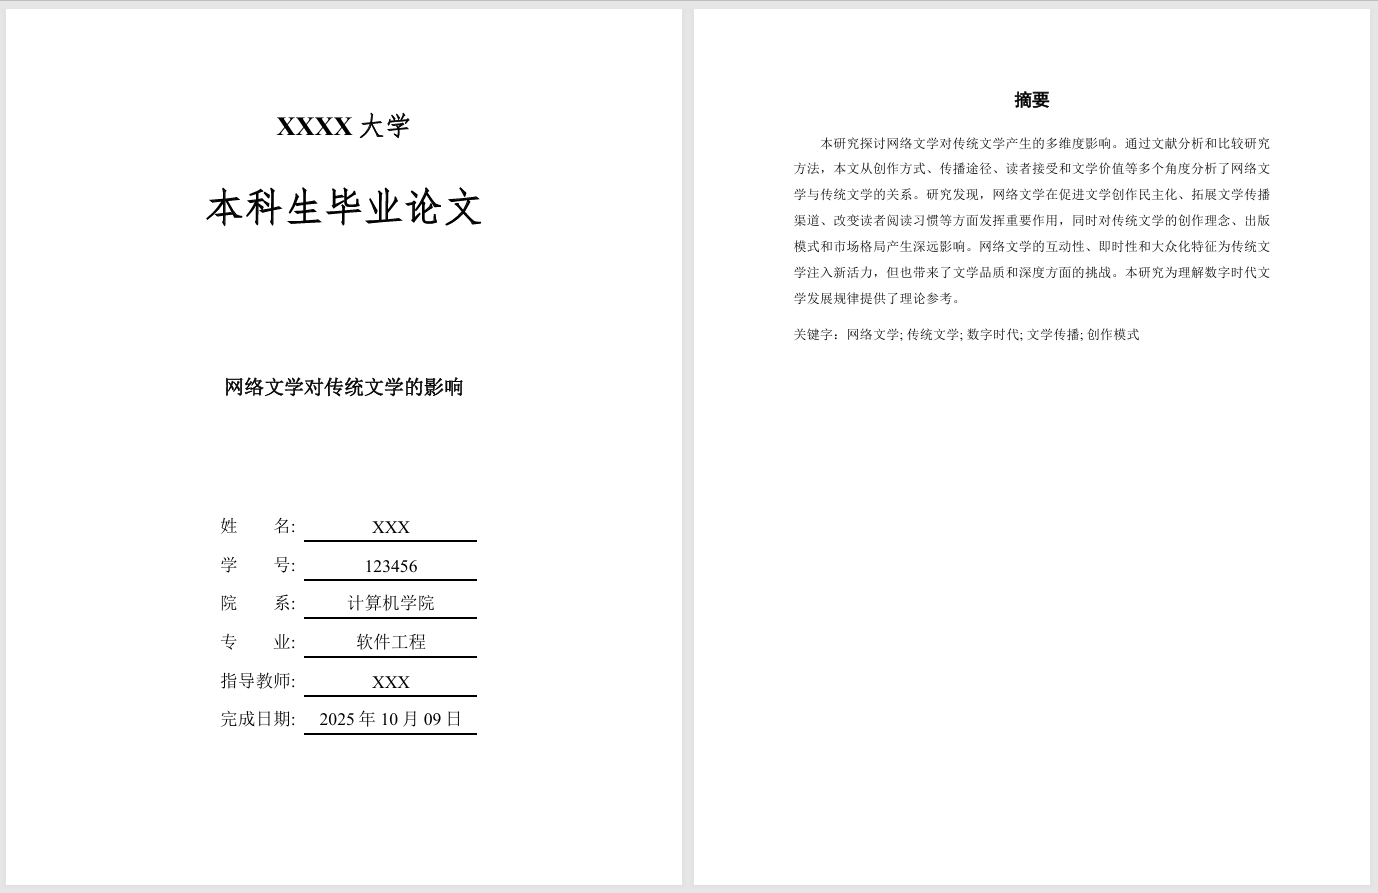 XXXX 大学
本科生毕业论文
网络文学对传统文学的影响
姓 名: XXX
学 号: 123456
院 系: 计算机学院
专 业: 软件工程
指导教师: XXX
完成日期: 2025 年 10 月 09 日
摘要
本研究探讨网络文学对传统文学产生的多维度影响。通过文献分析和比较研究
方法，本文从创作方式、传播途径、读者接受和文学价值等多个角度分析了网络文
学与传统文学的关系。研究发现，网络文学在促进文学创作民主化、拓展文学传播
渠道、改变读者阅读习惯等方面发挥重要作用，同时对传统文学的创作理念、出版
模式和市场格局产生深远影响。网络文学的互动性、即时性和大众化特征为传统文
学注入新活力，但也带来了文学品质和深度方面的挑战。本研究为理解数字时代文
学发展规律提供了理论参考。
关键字：网络文学; 传统文学; 数字时代; 文学传播; 创作模式